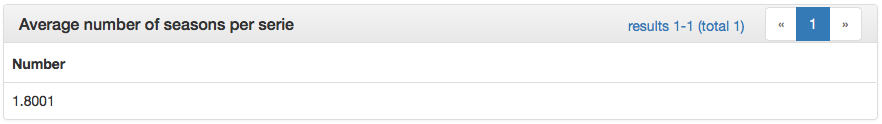 Average number of seasons per serie results 1-1 (total 1) « 1 »
Number
1.8001